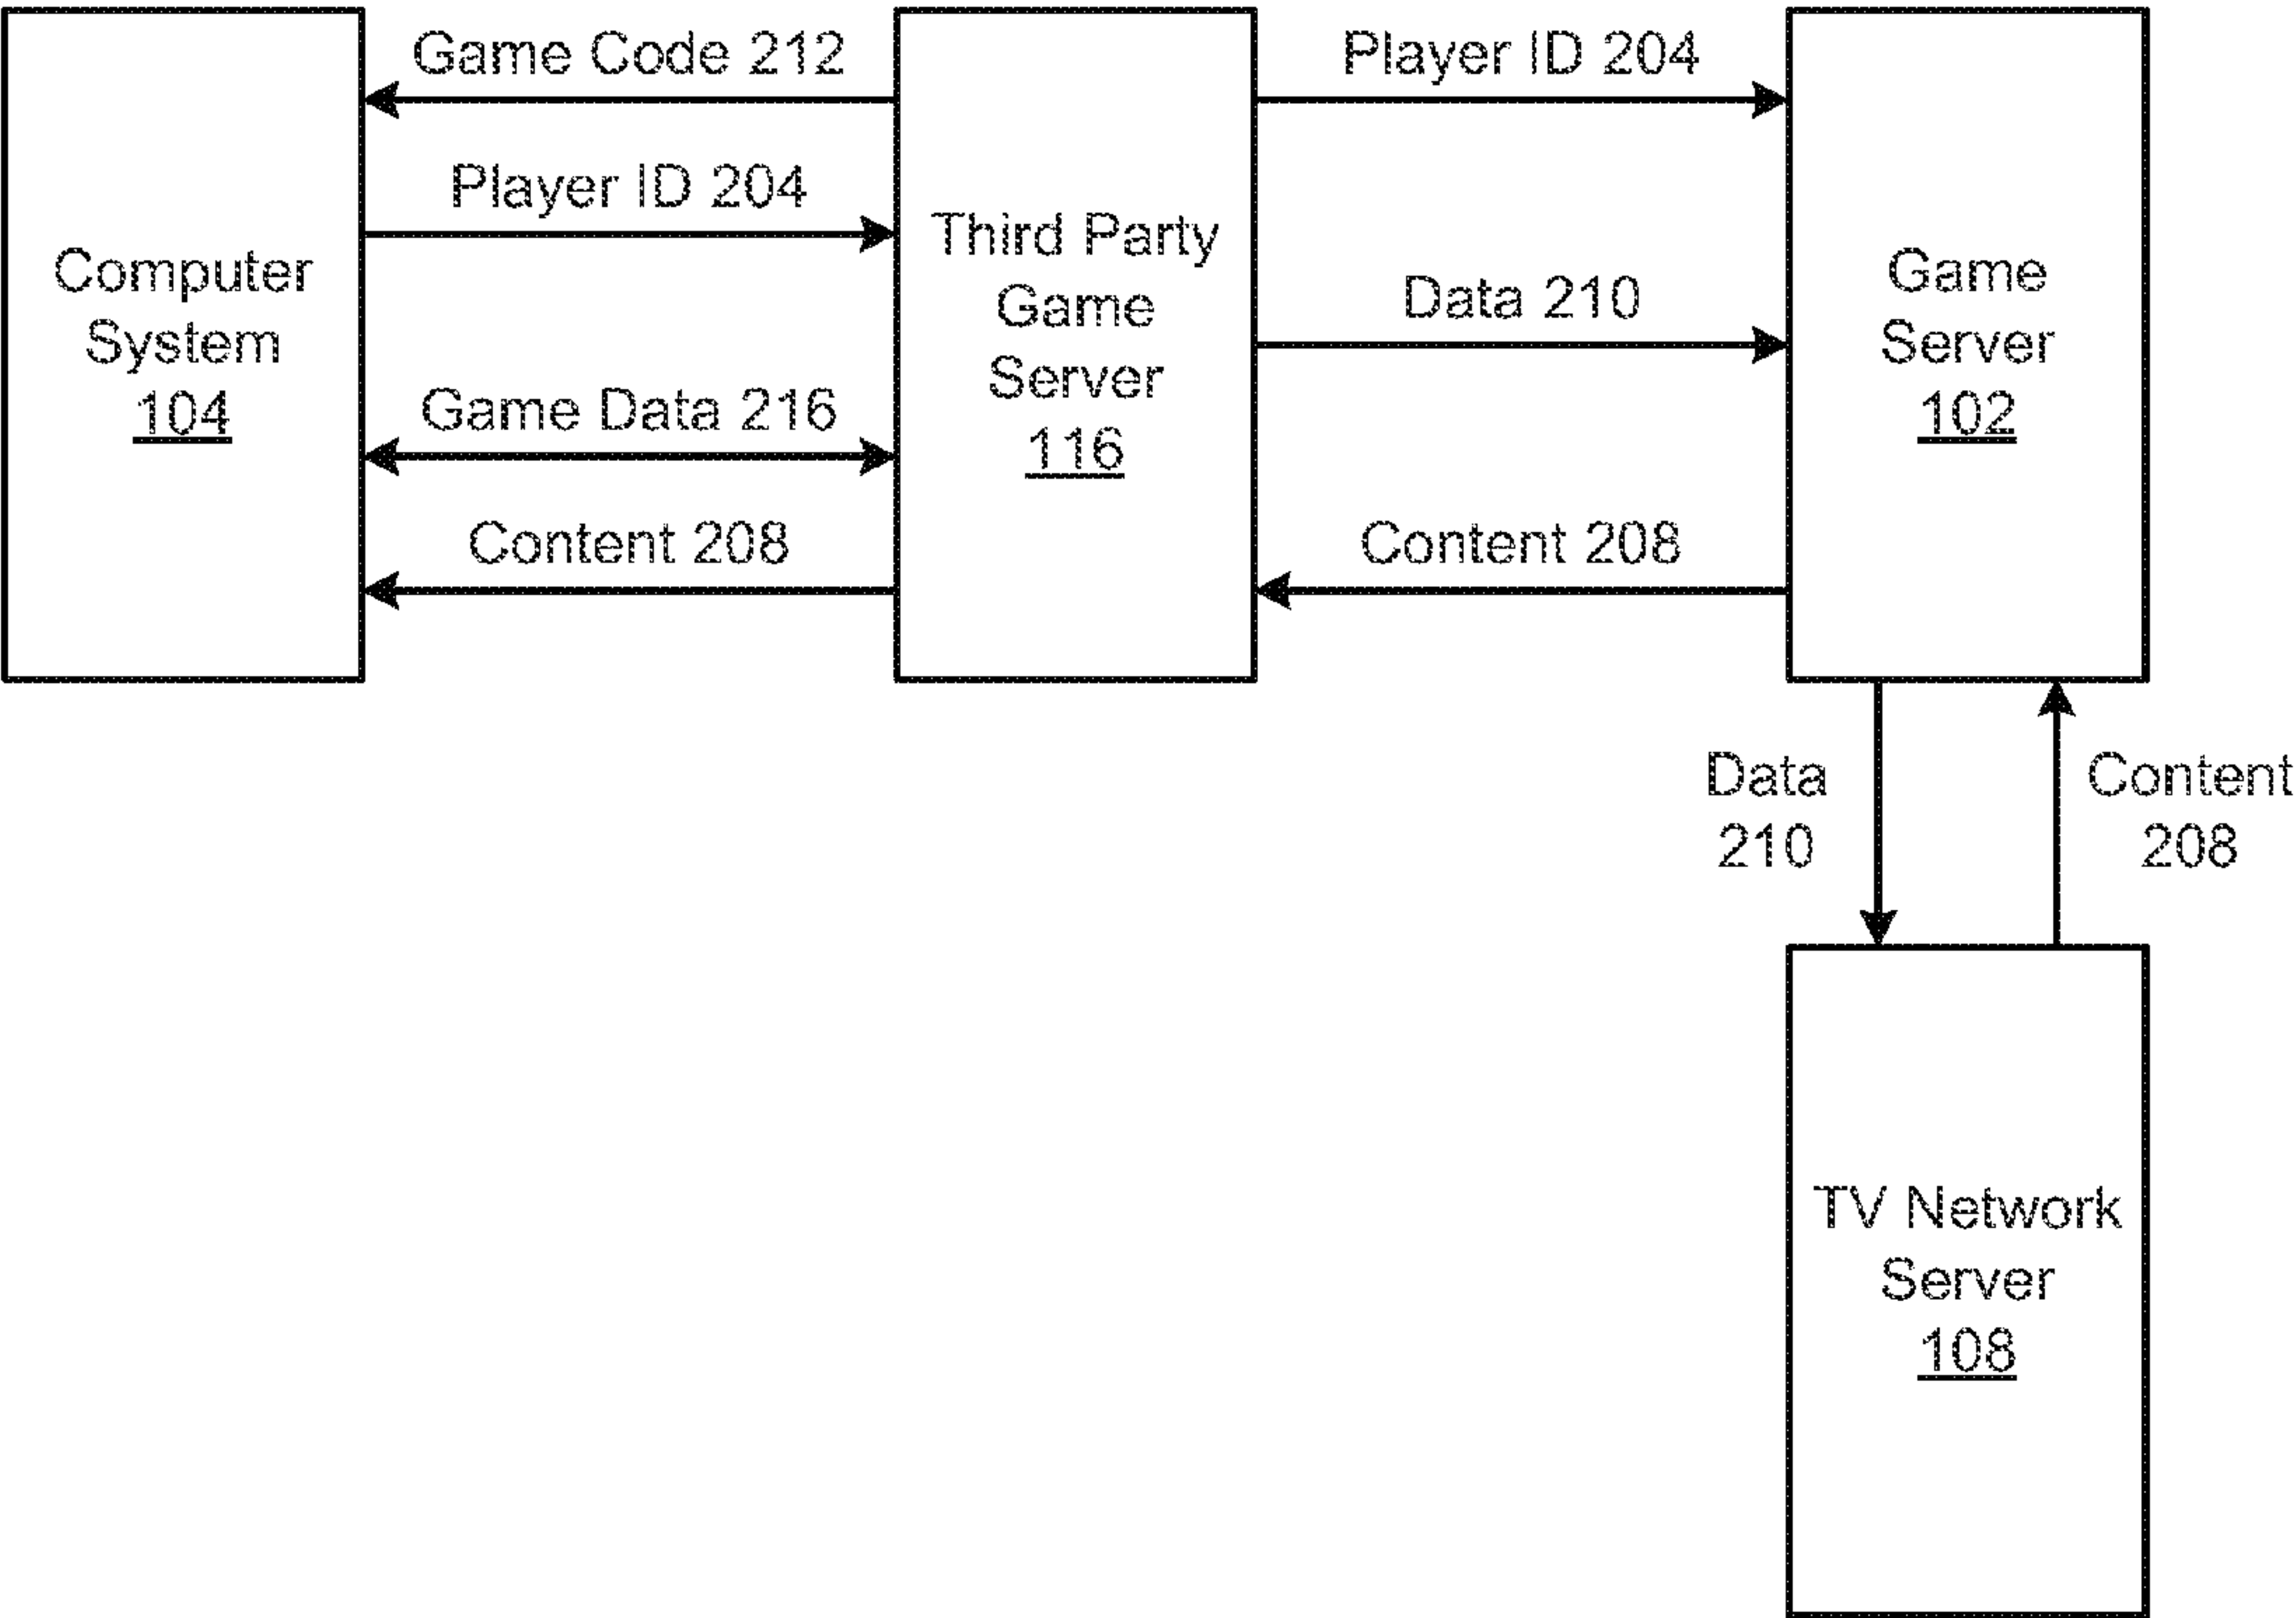 Game Code 212
Player ID 204
Player ID 204
Computer
System
104
Third Party
Game
Server
116
Game
Server
102
Data 210
Game Data 216
Content 208
Content 208
Data
210
Content
208
TV Network
Server
108